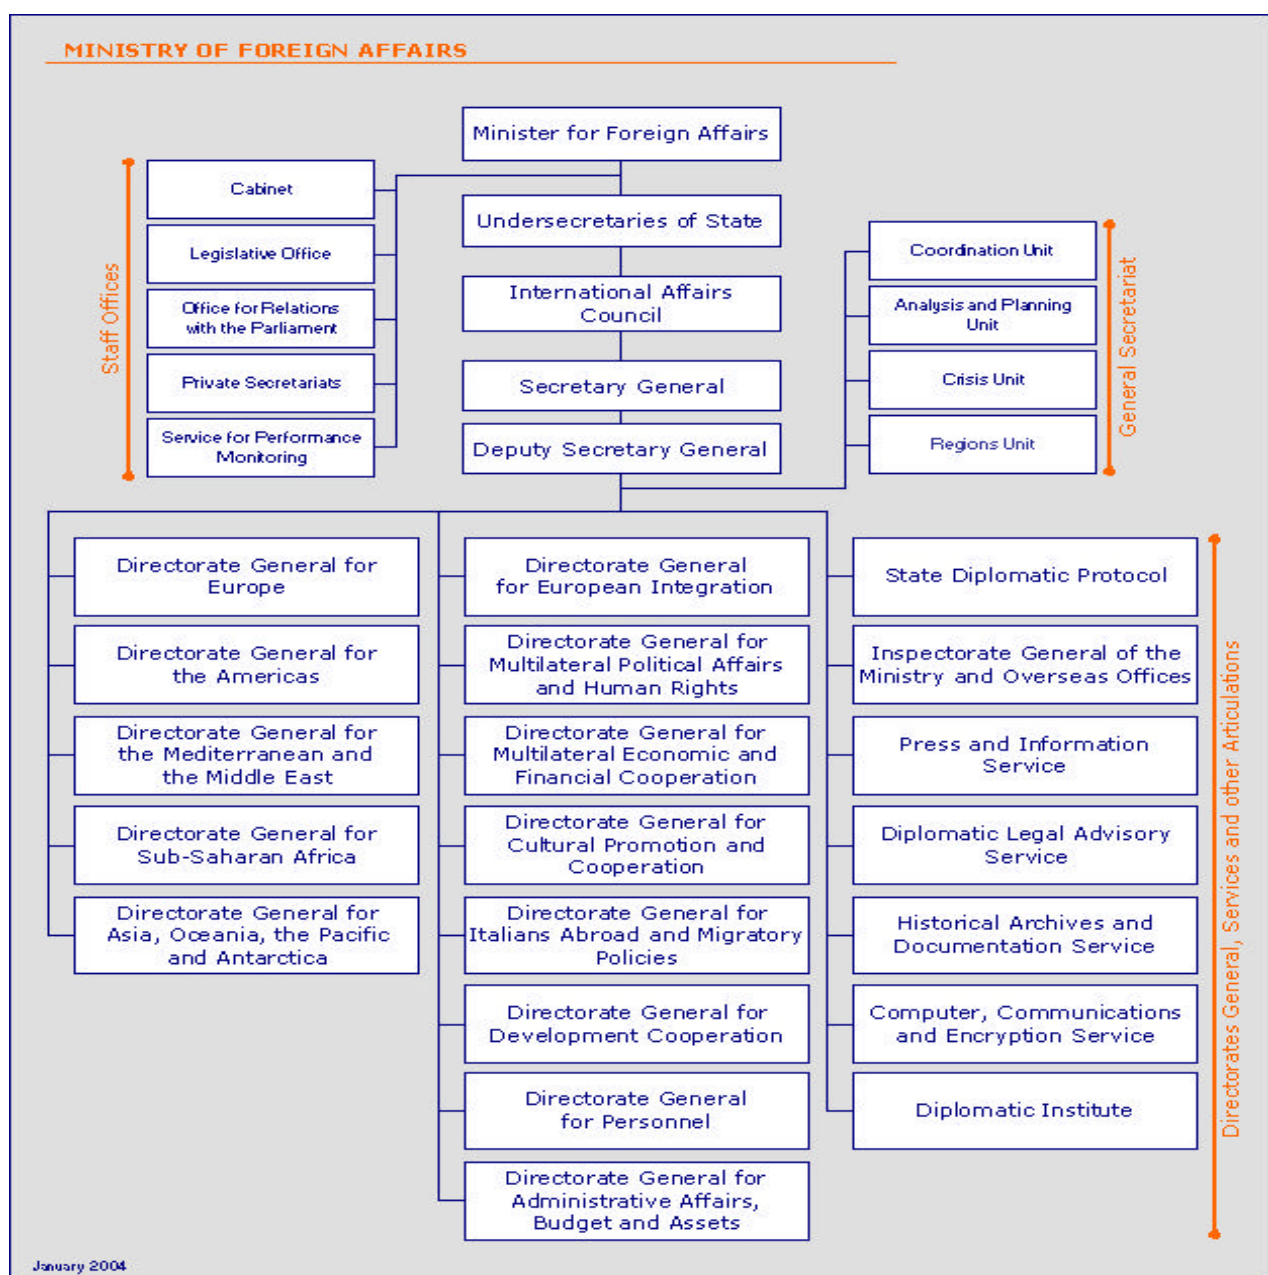 MINISTRY OF FOREIGN AFFAIRS
Minister for Foreign Affairs
Undersecretaries of State
International Affairs
Council
Secretary General
Deputy Secretary General
Staff Offices
Cabinet
Legislative Office
Office for Relations
with the Parliament
Private Secretariats
Service for Performance
Monitoring
Coordination Unit
Analysis and Planning
Unit
Crisis Unit
Regions Unit
General Secretariat
Directorate General for
Europe
Directorate General for
the Americas
Directorate General for
the Mediterranean and
the Middle East
Directorate General for
Sub-Saharan Africa
Directorate General for
Asia, Oceania, the Pacific
and Antarctica
Directorate General
for European Integration
Directorate General for
Multilateral Political Affairs
and Human Rights
Directorate General for
Multilateral Economic and
Financial Cooperation
Directorate General for
Cultural Promotion and
Cooperation
Directorate General for
Italians Abroad and Migratory
Policies
Directorate General for
Development Cooperation
Directorate General
for Personnel
Directorate General for
Administrative Affairs,
Budget and Assets
State Diplomatic Protocol
Inspectorate General of the
Ministry and Overseas Offices
Press and Information
Service
Diplomatic Legal Advisory
Service
Historical Archives and
Documentation Service
Computer, Communications
and Encryption Service
Diplomatic Institute
Directorates General, Services and other Articulations
January 2004